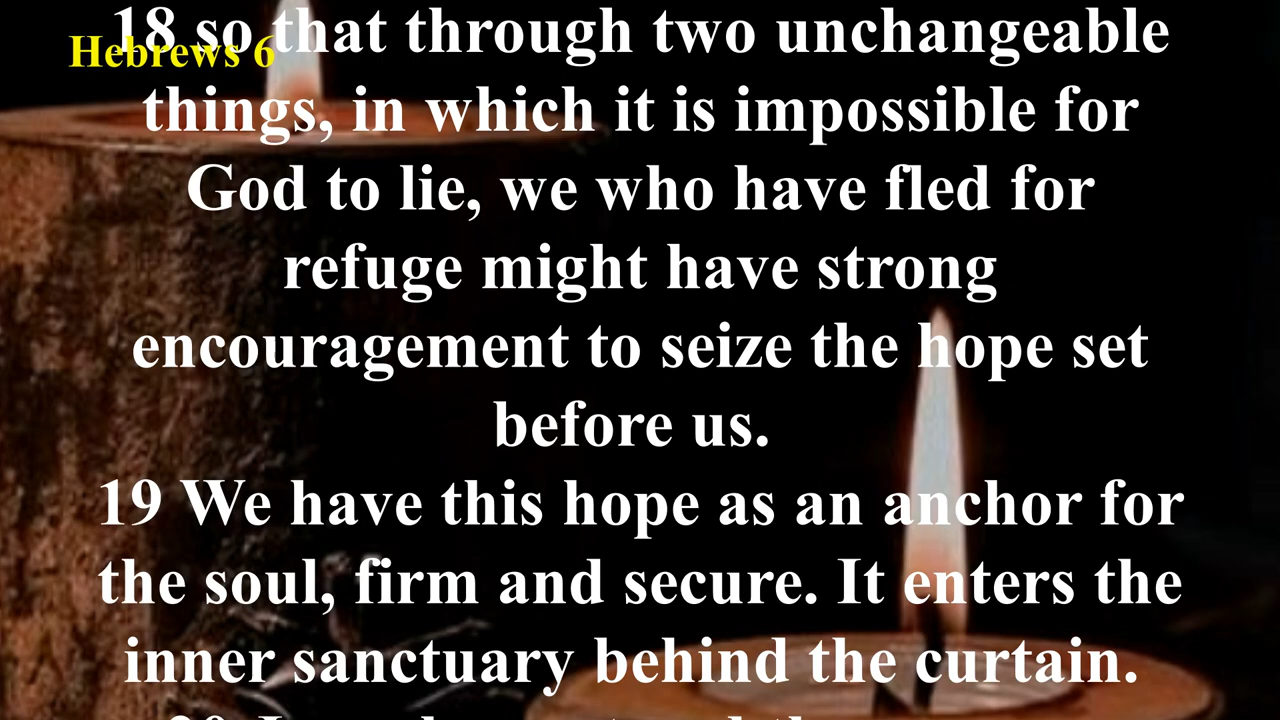 Hebrews 6
18 so that through two unchangeable
things, in which it is impossible for
God to lie, we who have fled for
refuge might have strong
encouragement to seize the hope set
before us.
19 We have this hope as an anchor for
the soul, firm and secure. It enters the
inner sanctuary behind the curtain.